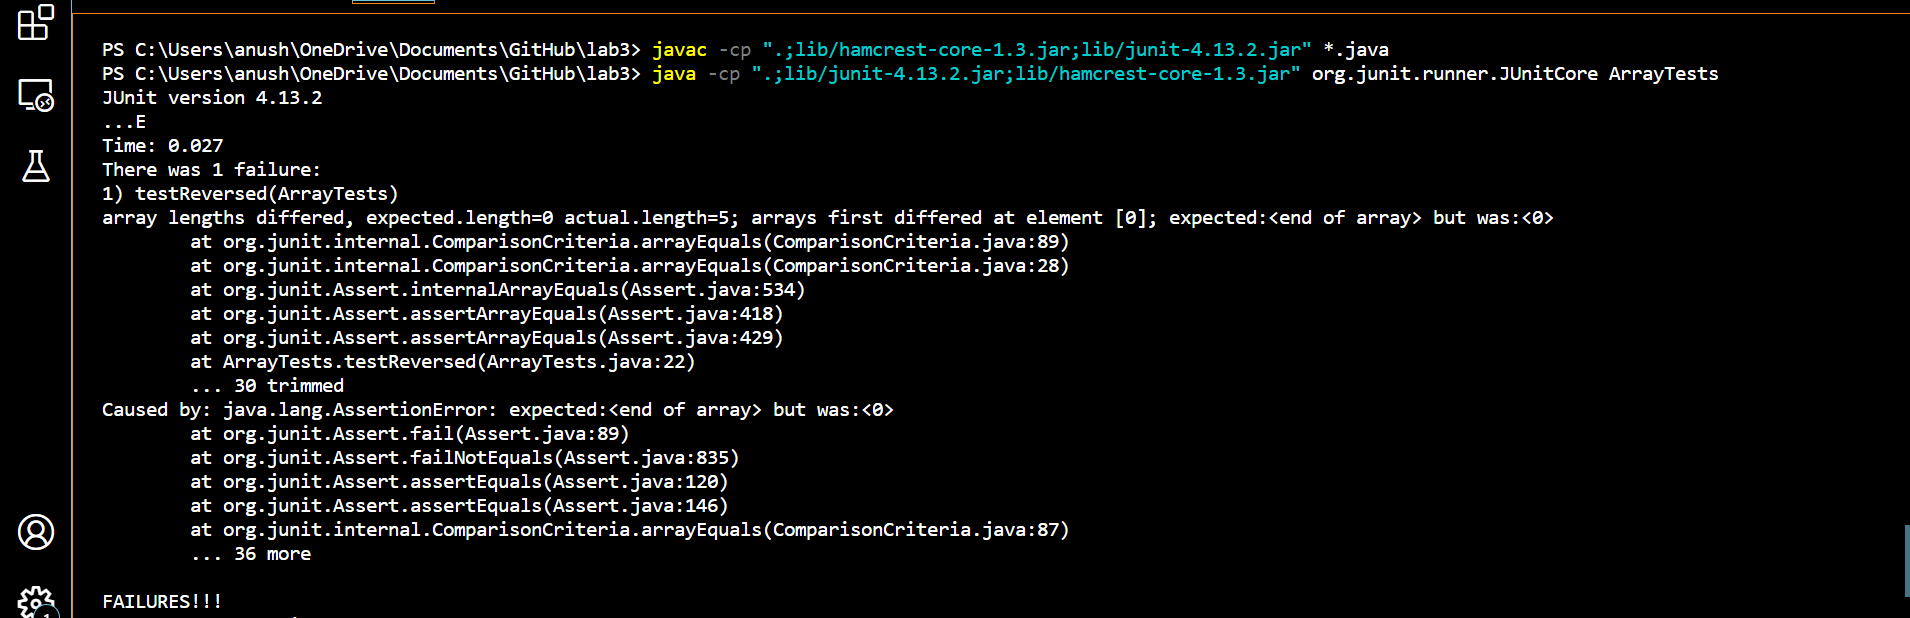 PS C:\Users\anush\OneDrive\Documents\GitHub\lab3> javac -cp ".;lib/hamcrest-core-1.3.jar;lib/junit-4.13.2.jar" *.java
PS C:\Users\anush\OneDrive\Documents\GitHub\lab3> java -cp ".;lib/junit-4.13.2.jar;lib/hamcrest-core-1.3.jar" org.junit.runner.JUnitCore ArrayTests
JUnit version 4.13.2
...E
Time: 0.027
There was 1 failure:
1) testReversed(ArrayTests)
array lengths differed, expected.length=0 actual.length=5; arrays first differed at element [0]; expected:<end of array> but was:<0>
        at org.junit.internal.ComparisonCriteria.arrayEquals(ComparisonCriteria.java:89)
        at org.junit.internal.ComparisonCriteria.arrayEquals(ComparisonCriteria.java:28)
        at org.junit.Assert.internalArrayEquals(Assert.java:534)
        at org.junit.Assert.assertArrayEquals(Assert.java:418)
        at org.junit.Assert.assertArrayEquals(Assert.java:429)
        at ArrayTests.testReversed(ArrayTests.java:22)
        ... 30 trimmed
Caused by: java.lang.AssertionError: expected:<end of array> but was:<0>
        at org.junit.Assert.fail(Assert.java:89)
        at org.junit.Assert.failNotEquals(Assert.java:835)
        at org.junit.Assert.assertEquals(Assert.java:120)
        at org.junit.Assert.assertEquals(Assert.java:146)
        at org.junit.internal.ComparisonCriteria.arrayEquals(ComparisonCriteria.java:87)
        ... 36 more
FAILURES!!!